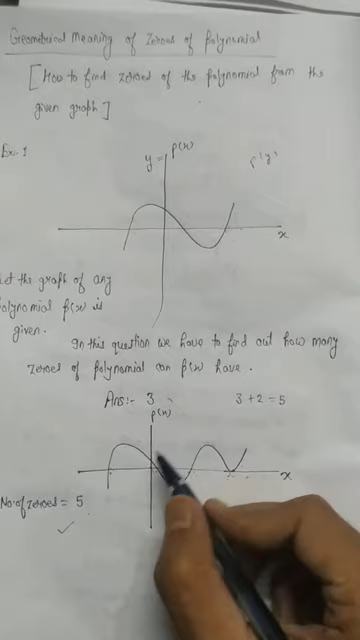 Geometrical Meaning of Zeroes of Polynomial
[How to find zeroes of the polynomial from the
given graph]
Ex. 1
y = p(x)
p(y)
x
Let the graph of any
polynomial p(x) is
given.
In this question we have to find out how many
zeroes of polynomial can p(x) have.
Ans:- 3
3+2=5
p(x)
x
No. of zeroes = 5